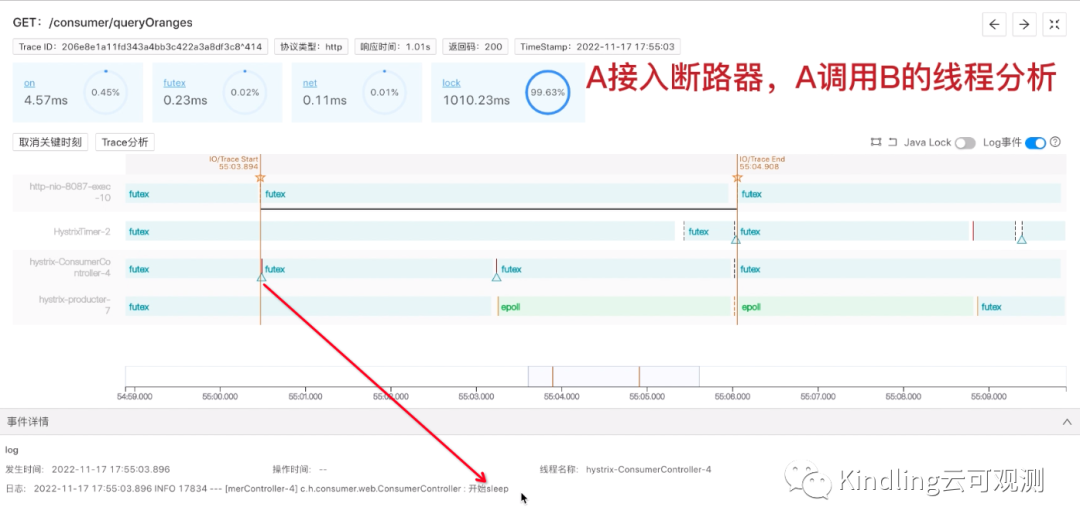 GET: /consumer/queryOranges
Trace ID: 206e8e1a11fd343a4bb3c422a3a8df3c8*414 协议类型: http 响应时间: 1.01s 返回码: 200 TimeStamp: 2022-11-17 17:55:03
on
4.57ms
0.45%
futex
0.23ms
0.02%
net
0.11ms
0.01%
lock
1010.23ms
99.63%
A接入断路器，A调用B的线程分析
取消关键时刻 Trace分析 Java Lock Log事件
IO/Trace Start
55:03.894
IO/Trace End
55:04.908
http-nio-8087-exec
-10
futex futex futex
HystrixTimer-2 futex futex futex
hystrix-ConsumerCo
ntroller-4
futex futex futex futex
hystrix-producter-
7
futex epoll epoll futex
54:59.000 55:00.000 55:01.000 55:02.000 55:03.000 55:04.000 55:05.000 55:06.000 55:07.000 55:08.000 55:09.000
事件详情
log
发生时间: 2022-11-17 17:55:03.896 操作时间: -- 线程名称: hystrix-ConsumerController-4
日志: 2022-11-17 17:55:03.896 INFO 17834 --- [merController-4] c.h.consumer.web.ConsumerController : 开始sleep
Kindling云可观测